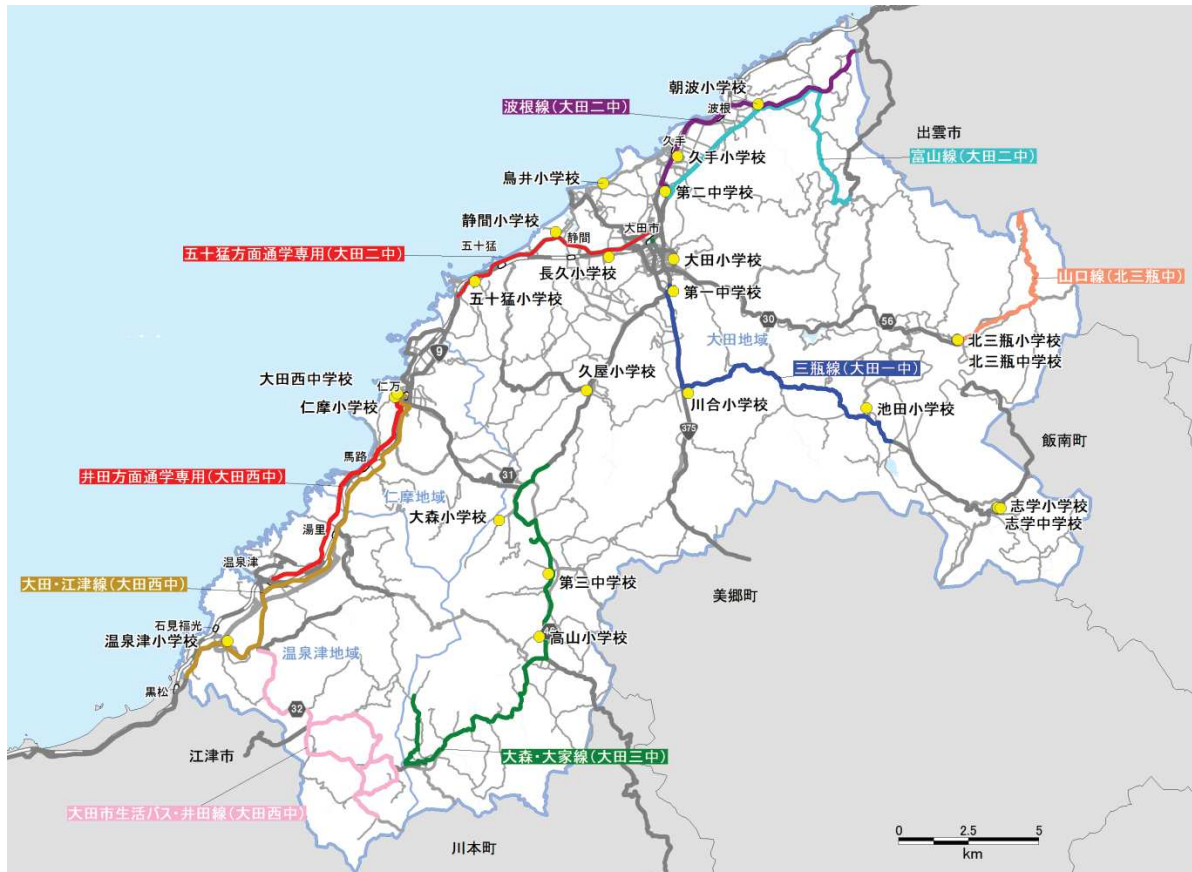 朝波小学校
波根線(大田二中)
波根
出雲市
久手
久手小学校
富山線(大田二中)
鳥井小学校
第二中学校
静間小学校
大田市
五十猛
静間
五十猛方面通学専用(大田二中)
大田小学校
長久小学校
山口線(北三瓶中)
五十猛小学校
第一中学校
30
56
大田地域
北三瓶小学校
北三瓶中学校
9
久屋小学校
三瓶線(大田一中)
大田西中学校
仁万
仁摩小学校
川合小学校
池田小学校
375
飯南町
馬路
31
井田方面通学専用(大田西中)
仁摩地域
大森小学校
志学小学校
志学中学校
湯里
温泉津
第三中学校
大田・江津線(大田西中)
美郷町
石見福光
温泉津小学校
高山小学校
温泉津地域
黒松
32
江津市
大森・大家線(大田三中)
大田市生活バス・井田線(大田西中)
川本町
0 2.5 5
km